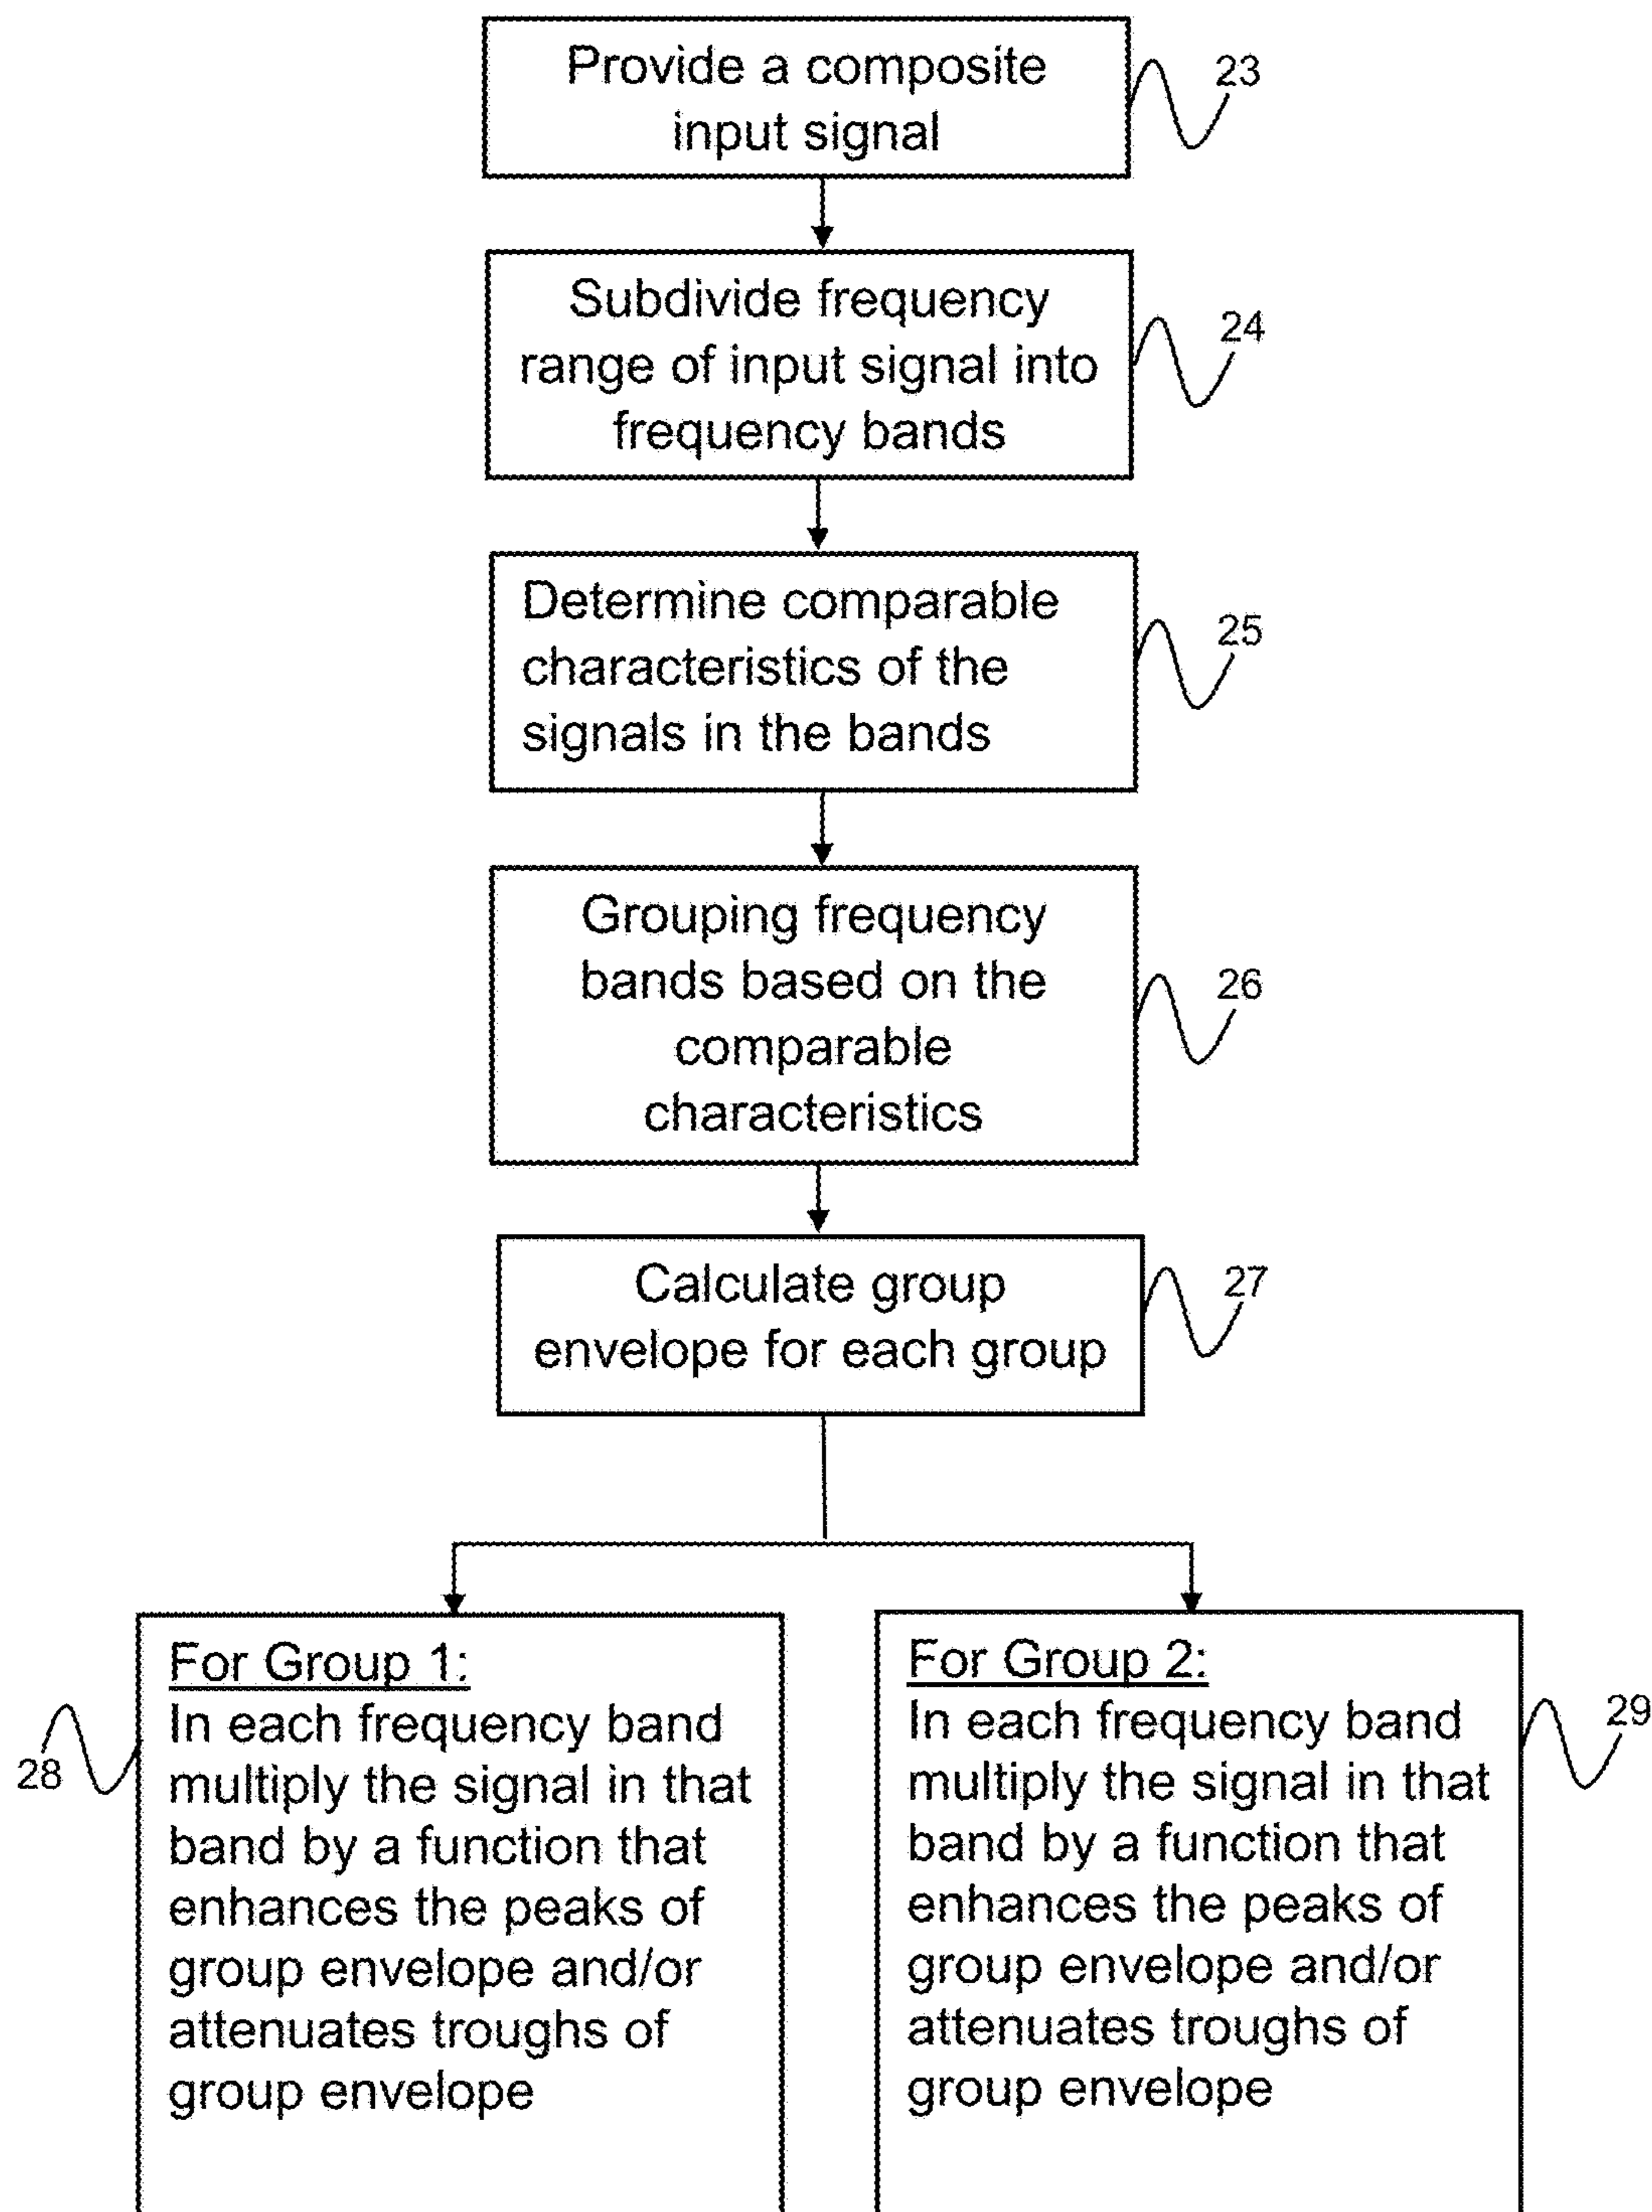 Provide a composite
input signal
23
Subdivide frequency
range of input signal into
frequency bands
24
Determine comparable
characteristics of the
signals in the bands
25
Grouping frequency
bands based on the
comparable
characteristics
26
Calculate group
envelope for each group
27
For Group 1:
In each frequency band
multiply the signal in that
band by a function that
enhances the peaks of
group envelope and/or
attenuates troughs of
group envelope
28
For Group 2:
In each frequency band
multiply the signal in that
band by a function that
enhances the peaks of
group envelope and/or
attenuates troughs of
group envelope
29